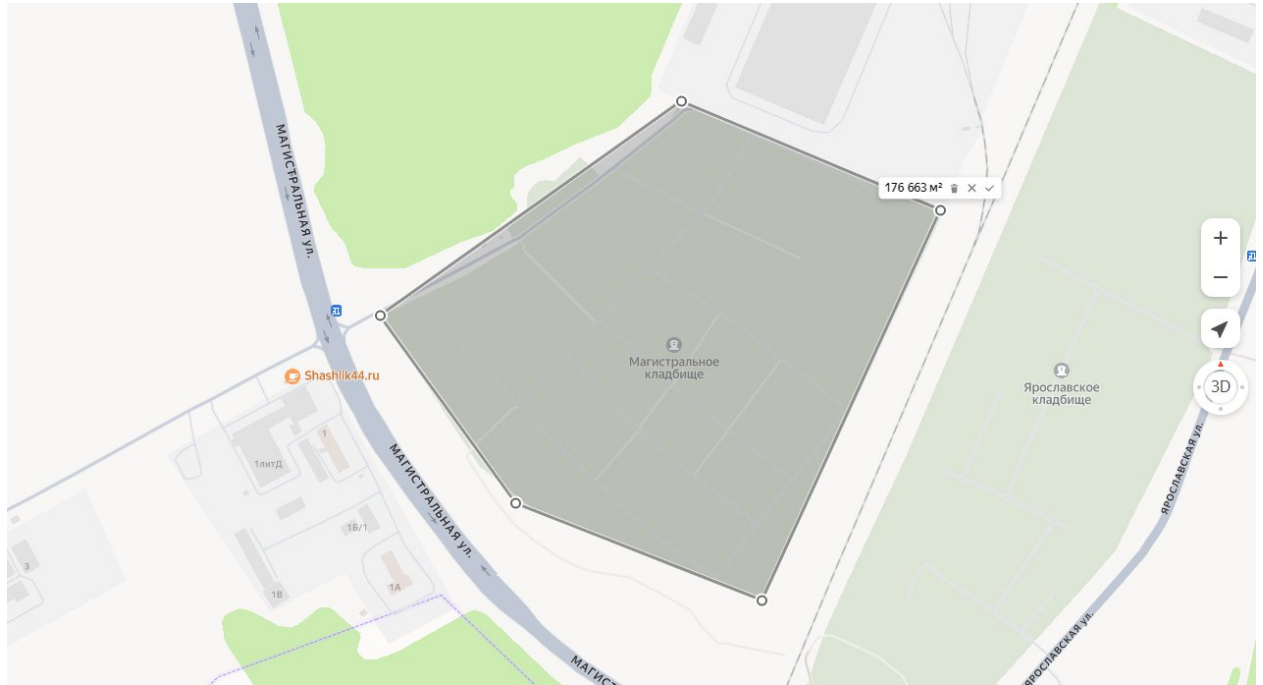 МАГИСТРАЛЬНАЯ УЛ.
176 663 м²
Магистральное
кладбище
Shashlik44.ru
Ярославское
кладбище
3D
1
1литД
1Б/1
3
1В
1А
МАГИСТРАЛЬНАЯ УЛ.
ЯРОСЛАВСКАЯ УЛ.
ЯРОСЛАВСКАЯ УЛ.
МАГИС